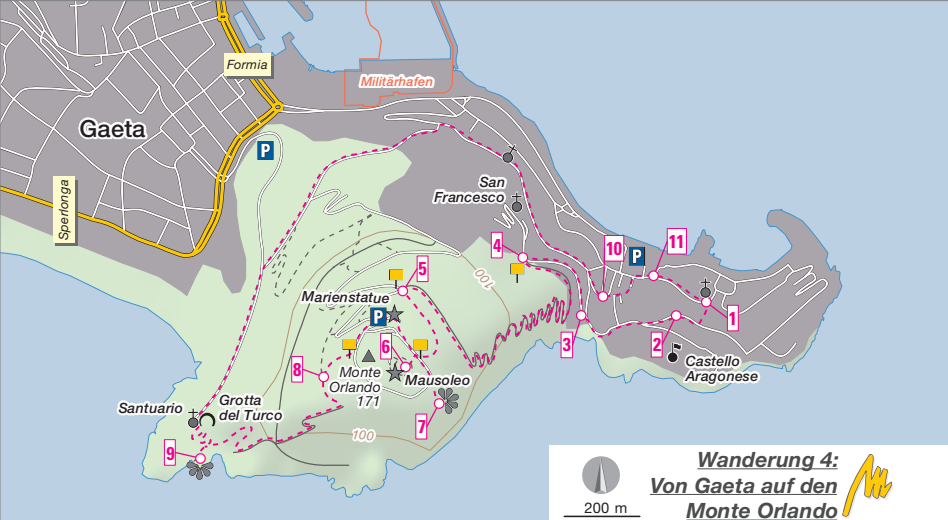 Formia
Militärhafen
Gaeta
P
San
Francesco
Sperlonga
4
10
P
11
100
5
Marienstatue
P
1
3
2
6
8
Monte
Orlando
171
Mausoleo
Castello
Aragonese
Santuario
Grotta
del Turco
7
100
9
200 m
Wanderung 4:
Von Gaeta auf den
Monte Orlando